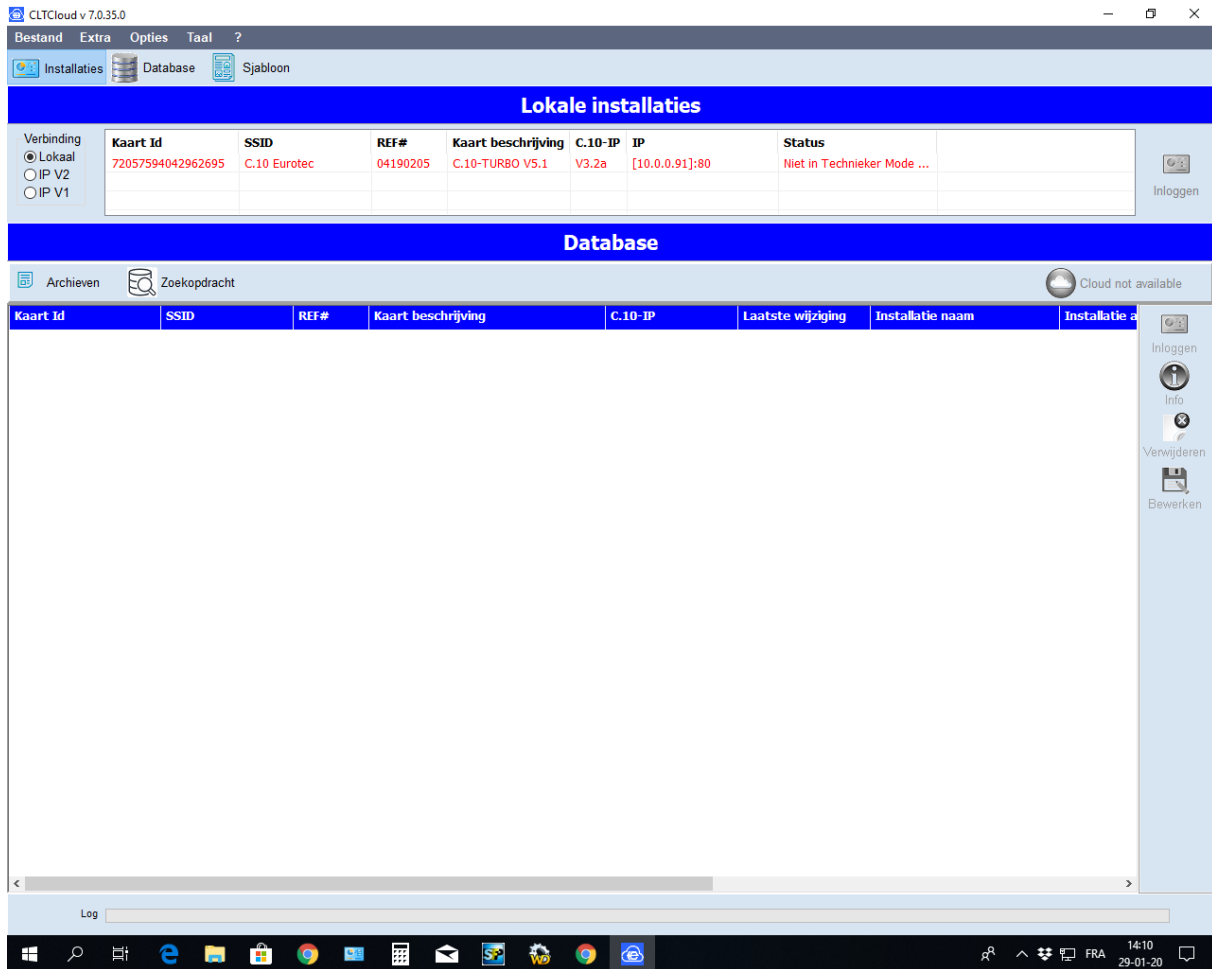 CLTCloud v 7.0.35.0
Bestand Extra Opties Taal ?
Installaties Database Sjabloon
Lokale installaties
Verbinding
Lokaal
IP V2
IP V1
Kaart Id SSID REF# Kaart beschrijving C.10-IP IP Status
72057594042962695 C.10 Eurotec 04190205 C.10-TURBO V5.1 V3.2a [10.0.0.91]:80 Niet in Technieker Mode ...
Inloggen
Database
Archieven Zoekopdracht Cloud not available
Kaart Id SSID REF# Kaart beschrijving C.10-IP Laatste wijziging Installatie naam Installatie a
Inloggen
Info
Verwijderen
Bewerken
Log
FRA 14:10
29-01-20